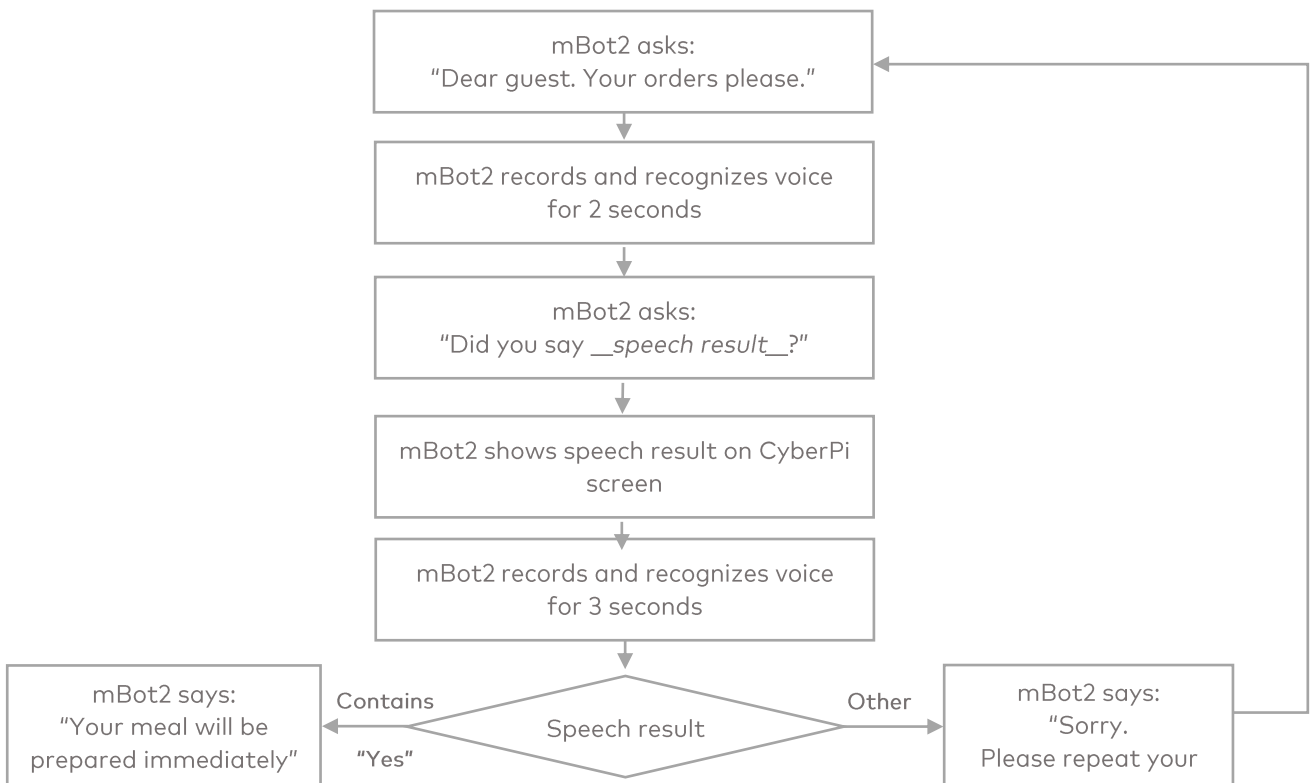 mBot2 asks:
“Dear guest. Your orders please.”
mBot2 records and recognizes voice
for 2 seconds
mBot2 asks:
“Did you say __speech result__?”
mBot2 shows speech result on CyberPi
screen
mBot2 records and recognizes voice
for 3 seconds
mBot2 says:
“Your meal will be
prepared immediately”
Contains
“Yes”
Speech result
Other
mBot2 says:
“Sorry.
Please repeat your